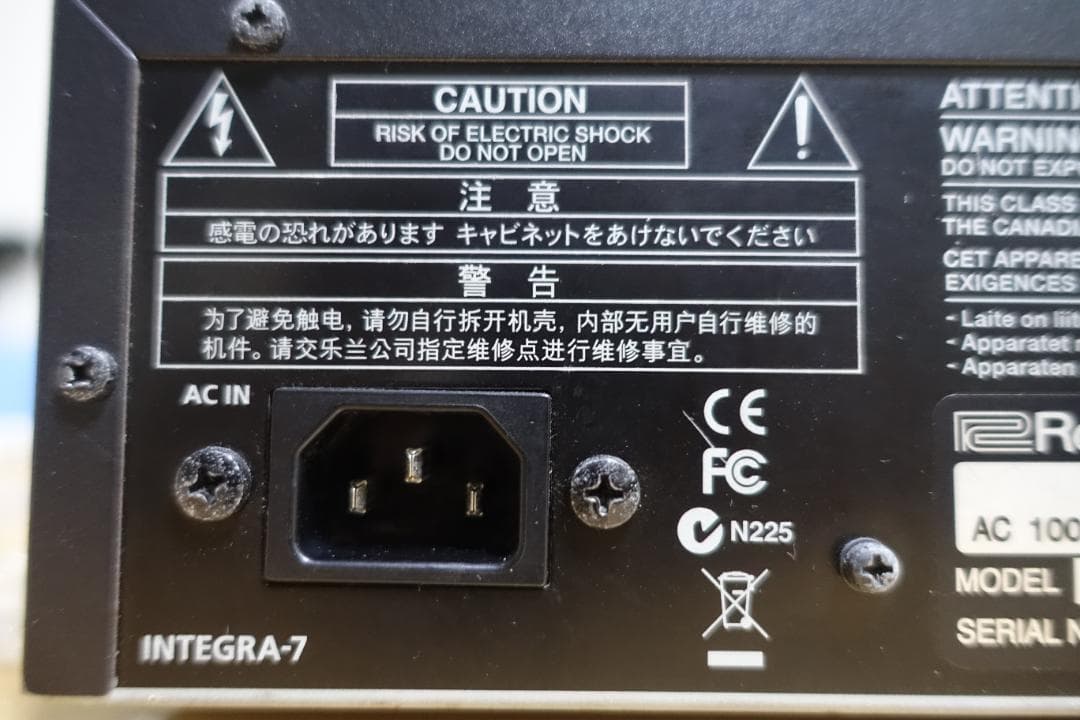 CAUTION
RISK OF ELECTRIC SHOCK
DO NOT OPEN
注 意
感電の恐れがあります キャビネットをあけないでください
警 告
为了避免触电，请勿自行拆开机壳，内部无用户自行维修的
机件。请交乐兰公司指定维修点进行维修事宜。
AC IN
CE
FC
N225
INTEGRA-7
ATTENTI
WARNIN
DO NOT EXP
THIS CLASS
THE CANADI
CET APPARE
EXIGENCES
- Laite on liit
- Apparatet
- Apparaten
R
AC 100
MODEL
SERIAL N